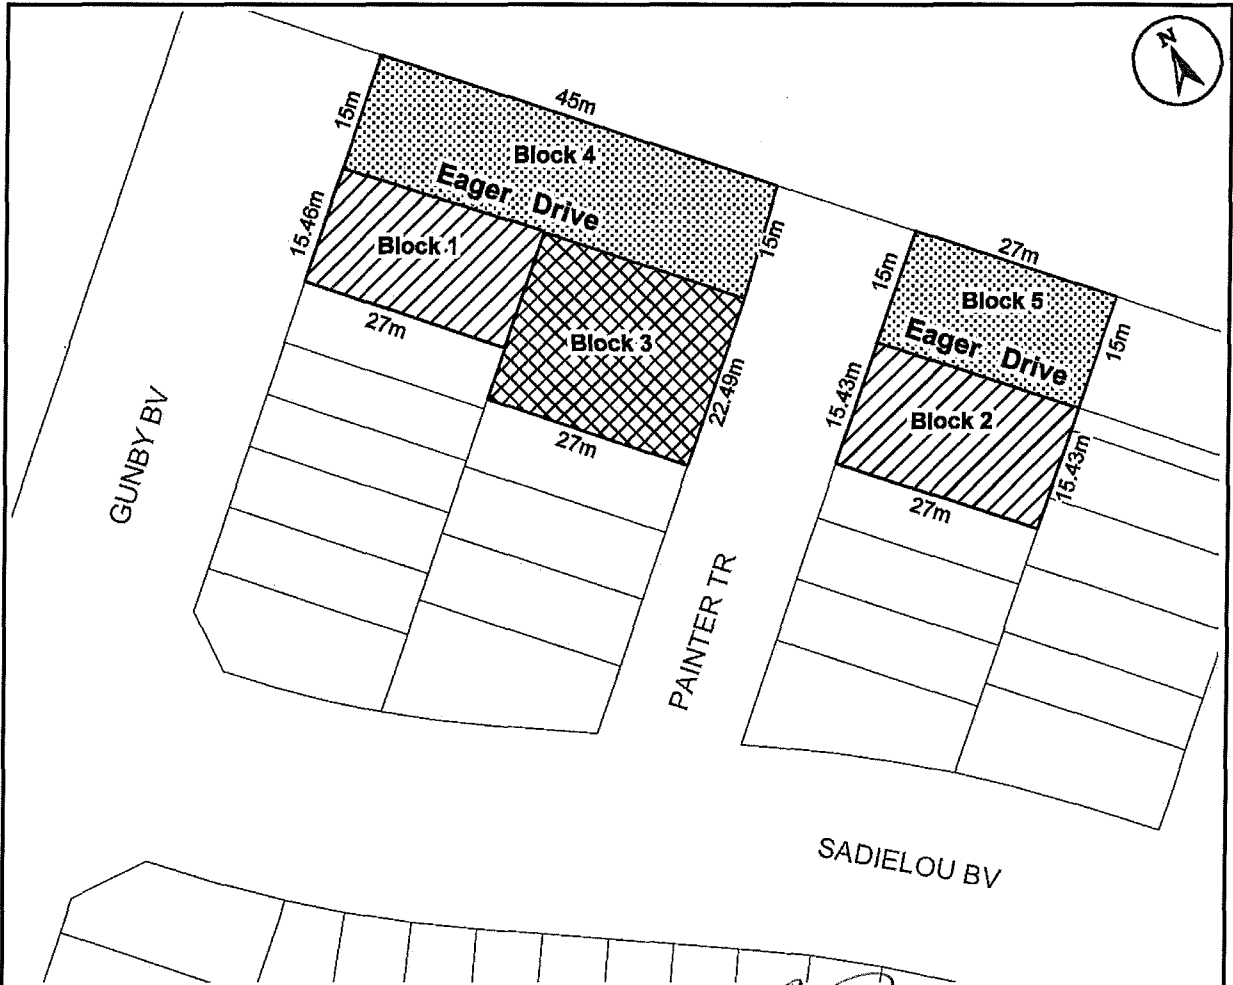 N
45m
15m
Block 4
Eager Drive
15m
15.46m
Block 1
27m
Block 3
22.49m
27m
27m
15m
Block 5
Eager Drive
15m
15.43m
Block 2
15.43m
27m
GUNBY BV
PAINTER TR
SADIELOU BV